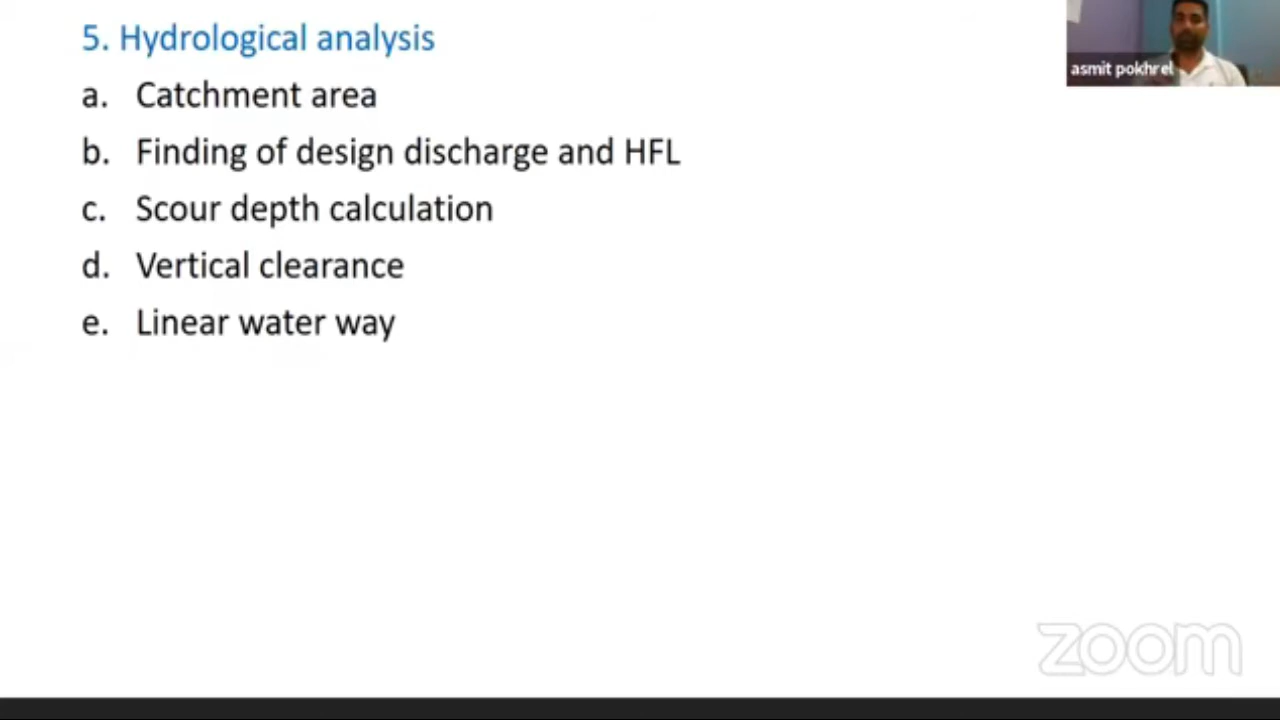 5. Hydrological analysis
asmit pokhrel
a. Catchment area
b. Finding of design discharge and HFL
c. Scour depth calculation
d. Vertical clearance
e. Linear water way
zoom